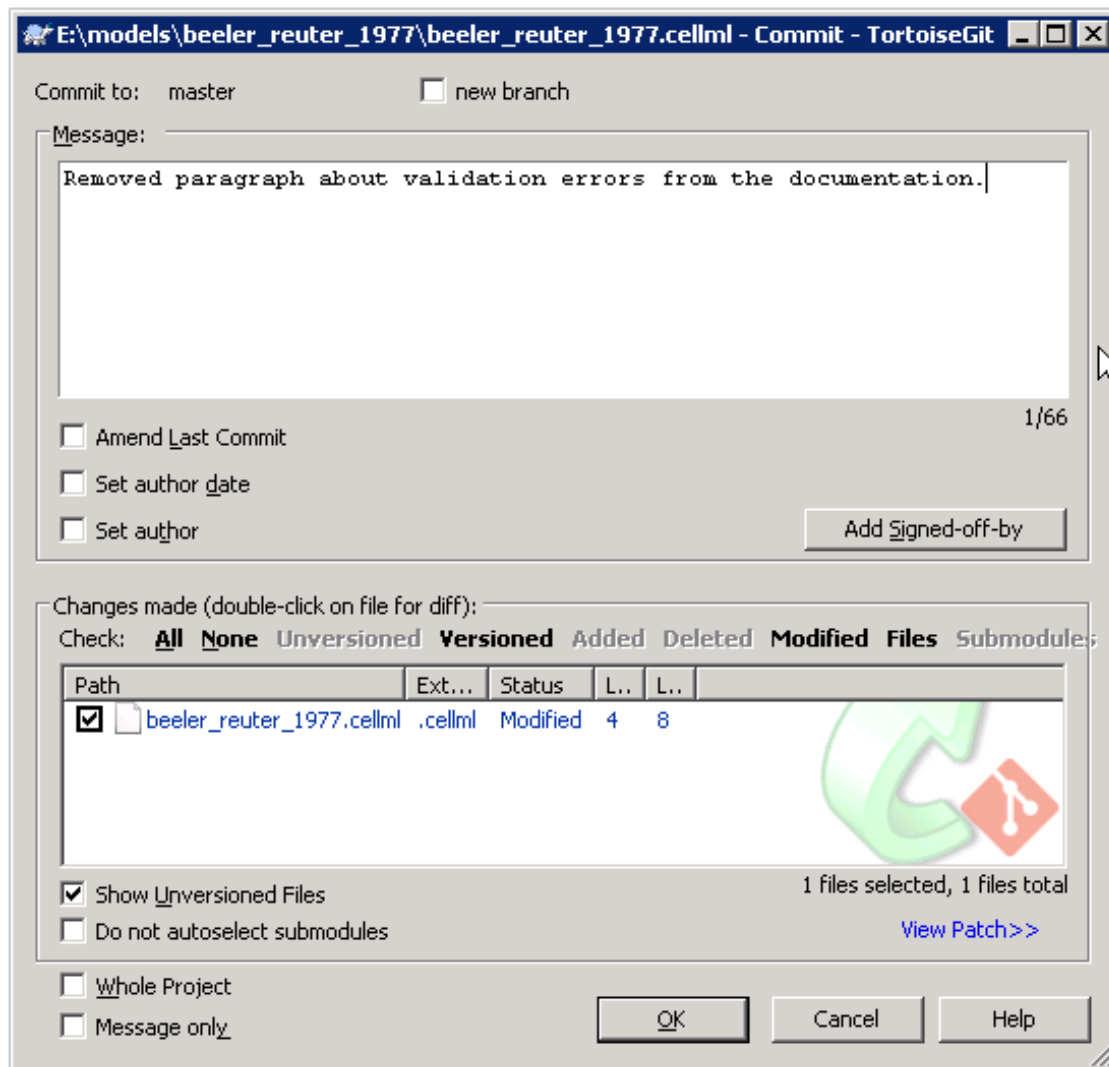 E:\models\beeler_reuter_1977\beeler_reuter_1977.cellml - Commit - TortoiseGit
Commit to: master new branch
Message:
Removed paragraph about validation errors from the documentation.
1/66
Amend Last Commit
Set author date
Set author
Add Signed-off-by
Changes made (double-click on file for diff):
Check: All None Unversioned Versioned Added Deleted Modified Files Submodules
Path Ext... Status L.. L..
beeler_reuter_1977.cellml .cellml Modified 4 8
Show Unversioned Files
1 files selected, 1 files total
Do not autoselect submodules
View Patch>>
Whole Project
Message only
OK Cancel Help